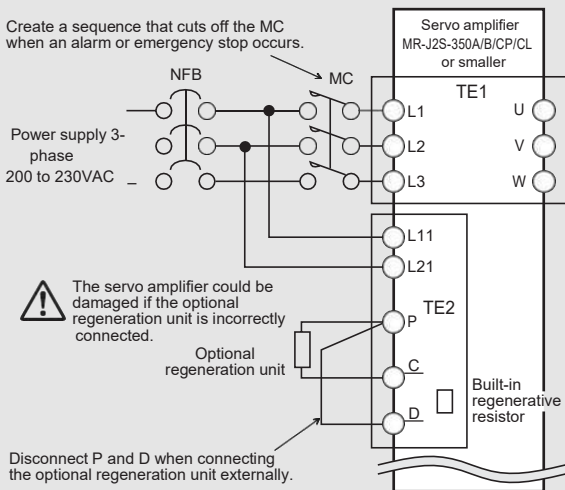 Create a sequence that cuts off the MC
when an alarm or emergency stop occurs.
Servo amplifier
MR-J2S-350A/B/CP/CL
or smaller
NFB
MC
TE1
L1
U
Power supply 3-
phase
200 to 230VAC
L2
V
L3
W
L11
L21
The servo amplifier could be
damaged if the optional
regeneration unit is incorrectly
connected.
TE2
P
Optional
regeneration unit
C
D
Built-in
regenerative
resistor
Disconnect P and D when connecting
the optional regeneration unit externally.